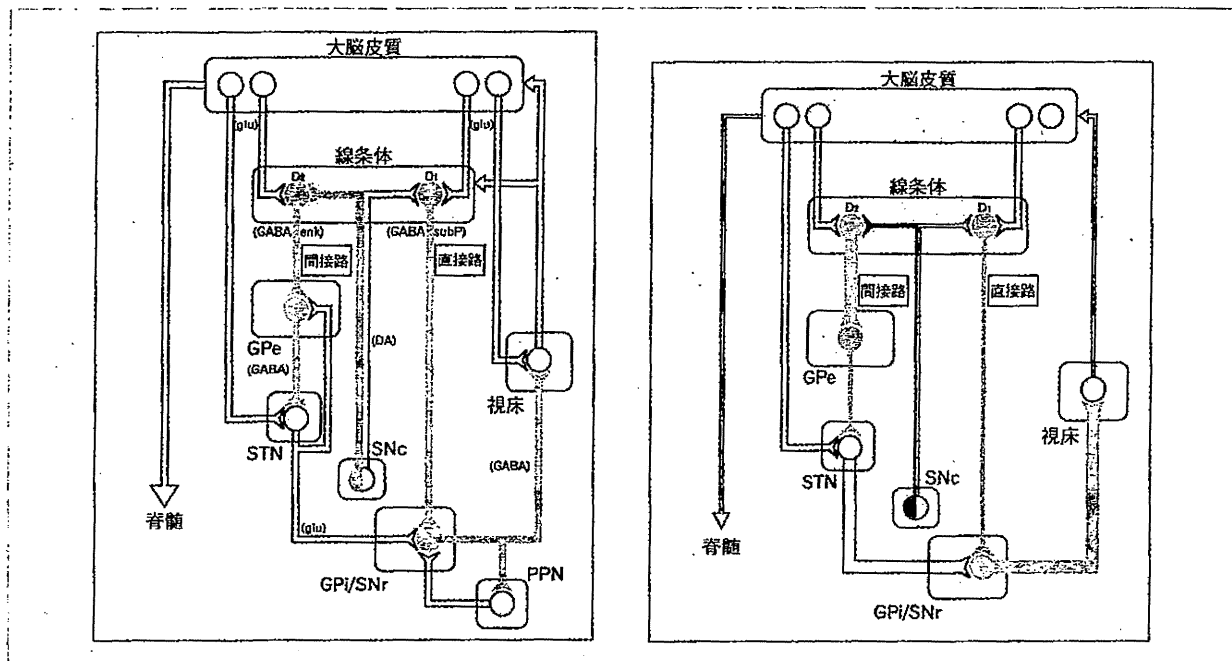 大脳皮質
(glu)
(glu)
線条体
D2
D1
(GABA enk)
(GABA subP)
間接路
直接路
GPe
(GABA)
(DA)
視床
STN
SNc
(GABA)
脊髄
(glu)
GPi/SNr
PPN
大脳皮質
線条体
D2
D1
間接路
直接路
GPe
視床
STN
SNc
脊髄
GPi/SNr